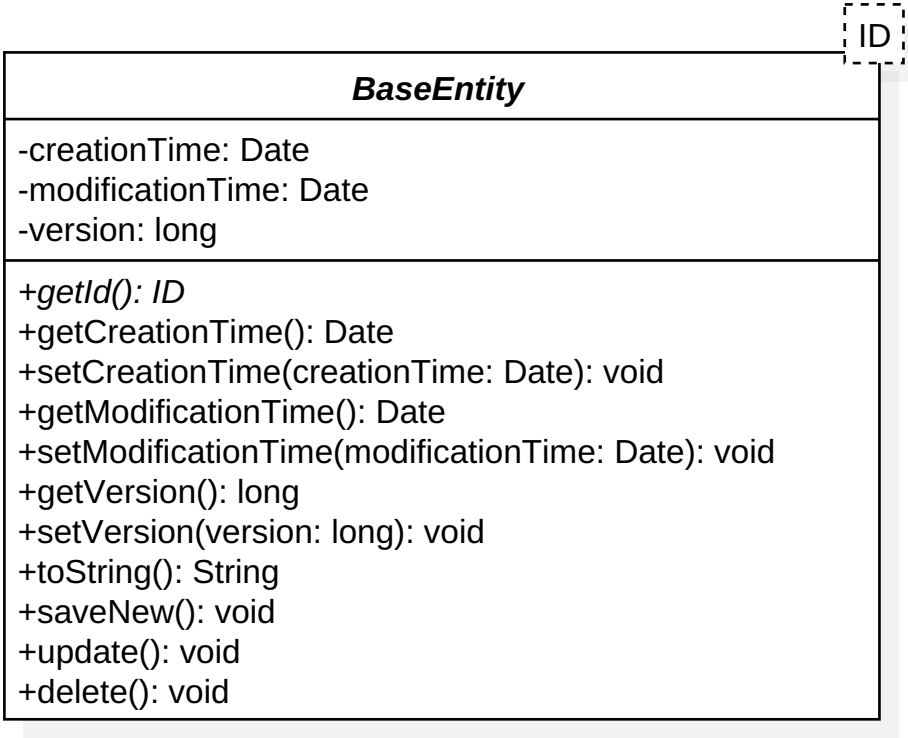 ID
BaseEntity
-creationTime: Date
-modificationTime: Date
-version: long
+getId(): ID
+getCreationTime(): Date
+setCreationTime(creationTime: Date): void
+getModificationTime(): Date
+setModificationTime(modificationTime: Date): void
+getVersion(): long
+setVersion(version: long): void
+toString(): String
+saveNew(): void
+update(): void
+delete(): void